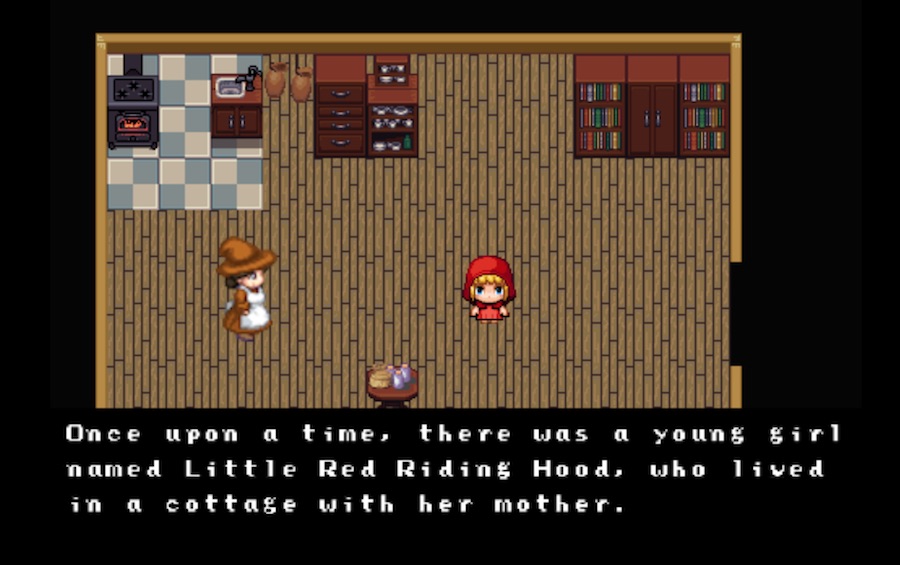 Once upon a time, there was a young girl
named Little Red Riding Hood, who lived
in a cottage with her mother.